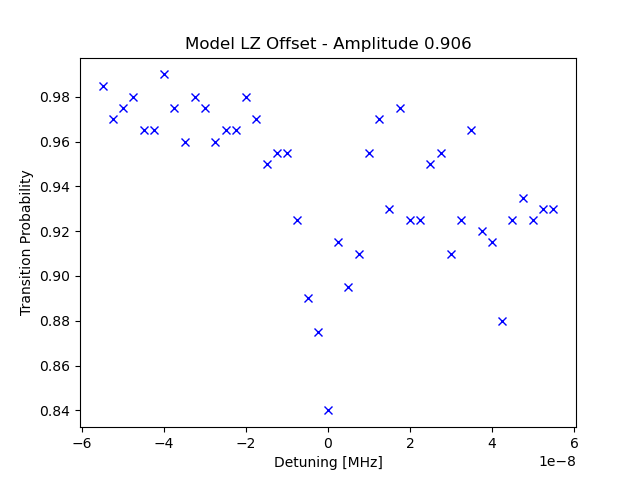 Model LZ Offset - Amplitude 0.906
Transition Probability
0.98
0.96
0.94
0.92
0.90
0.88
0.86
0.84
−6 −4 −2 0 2 4 6
Detuning [MHz]
1e−8